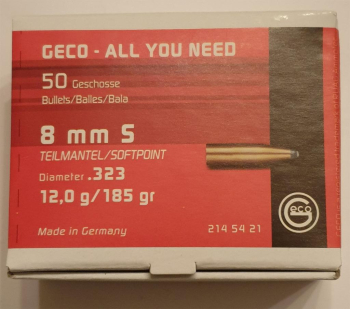 GECO - ALL YOU NEED
50 Geschosse
Bullets/Balles/Bala
8 mm S
TEILMANTEL/SOFTPOINT
Diameter .323
12,0 g/185 gr
Geco
Made in Germany
214 54 21